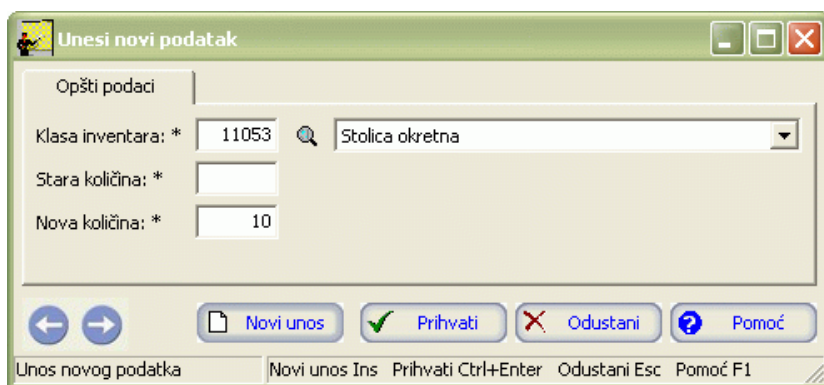 Unesi novi podatak
Opšti podaci
Klasa inventara: * 11053 Stolica okretna
Stara količina: *
Nova količina: * 10
Novi unos Prihvati Odustani Pomoć
Unos novog podatka Novi unos Ins Prihvati Ctrl+Enter Odustani Esc Pomoć F1